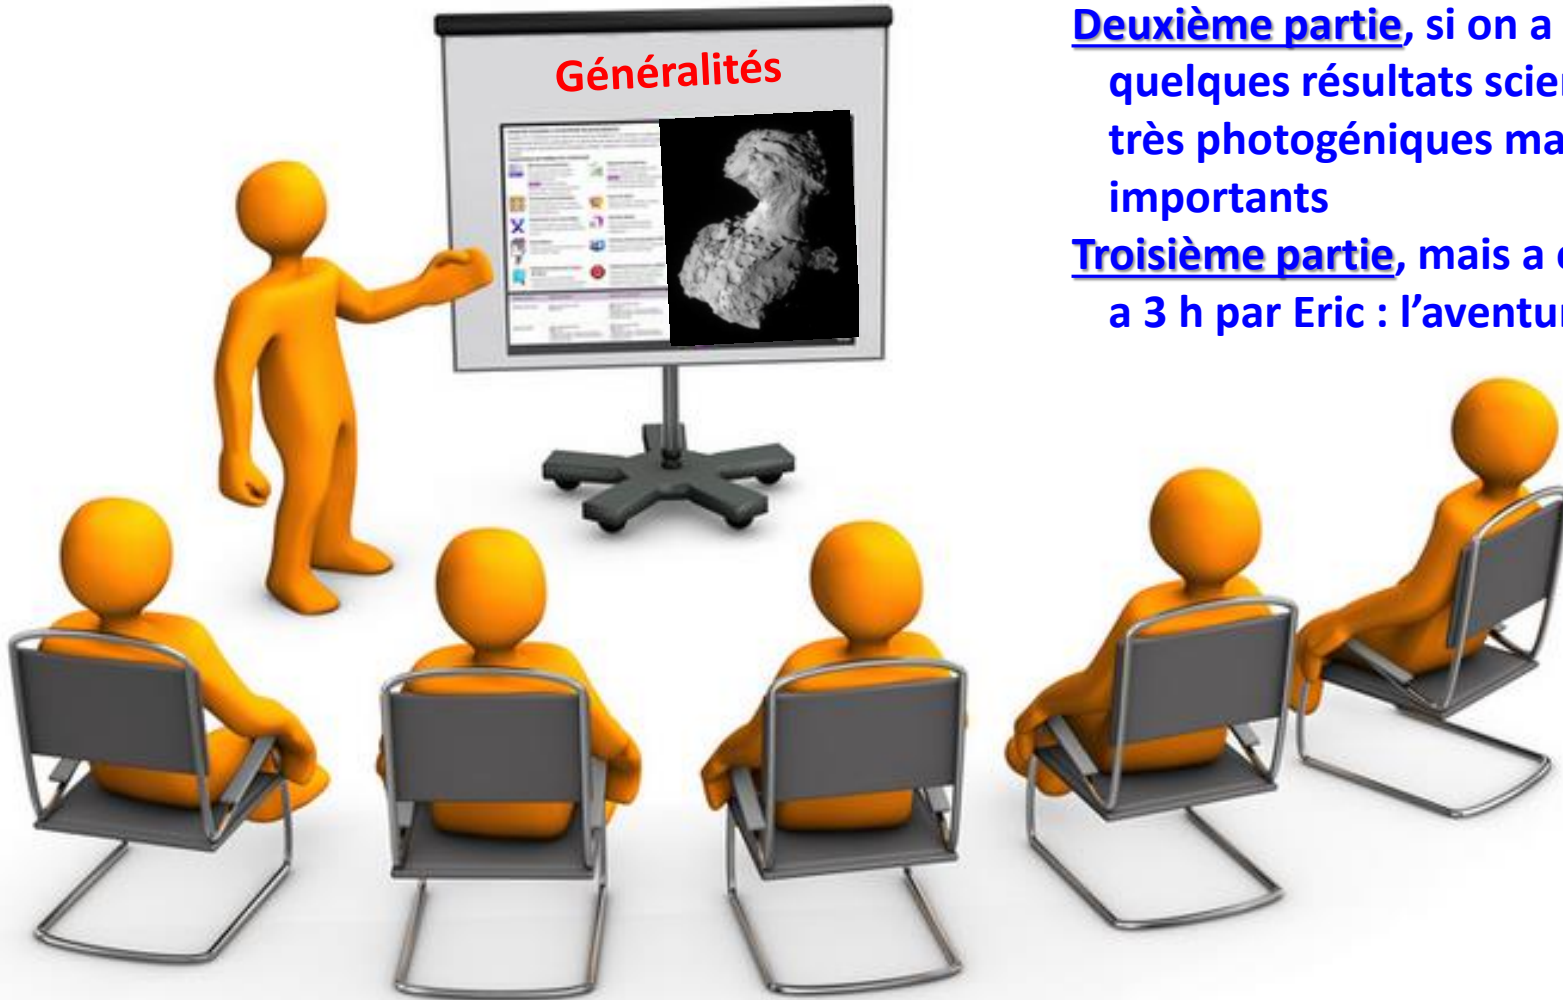 Généralités
Deuxième partie, si on a
quelques résultats scien
très photogéniques ma
importants
Troisième partie, mais a
a 3 h par Eric : l’aventu